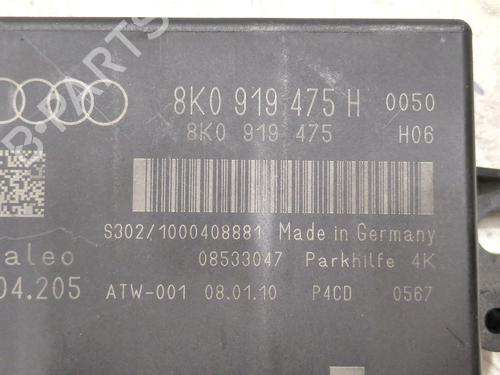 8K0 919 475 H 0050
8K0 919 475 H06
S302/1000408881 Made in Germany
aleo 08533047 Parkhilfe 4K
04.205 ATW-001 08.01.10 P4CD 0567
PARTS